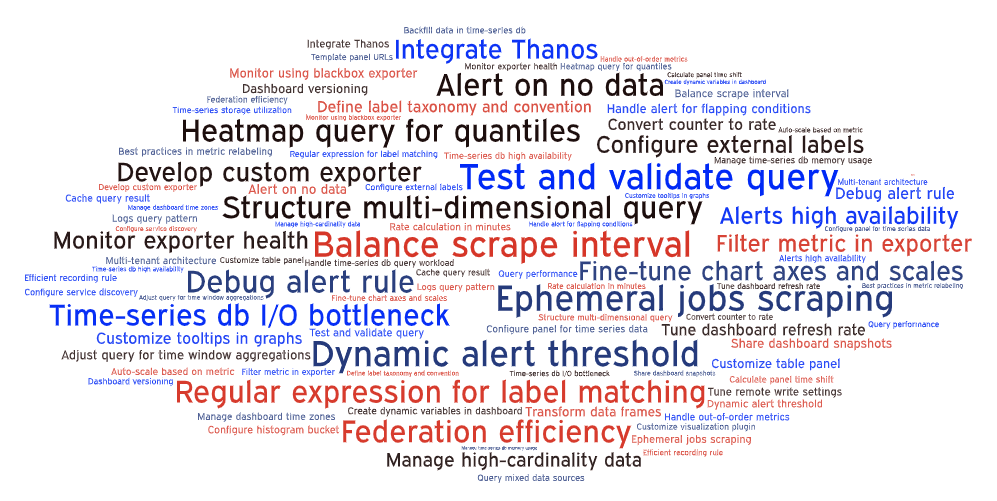 Backfill data in time-series db
Integrate Thanos
Integrate Thanos
Template panel URLs
Handle out-of-order metrics
Monitor exporter health
Heatmap query for quantiles
Monitor using blackbox exporter
Alert on no data
Calculate panel time shift
Create dynamic variables in dashboard
Dashboard versioning
Balance scrape interval
Federation efficiency
Define label taxonomy and convention
Handle alert for flapping conditions
Time-series storage utilization
Monitor using blackbox exporter
Heatmap query for quantiles
Convert counter to rate
Auto-scale based on metric
Configure external labels
Best practices in metric relabeling
Regular expression for label matching
Time-series db high availability
Manage time-series db memory usage
Develop custom exporter
Test and validate query
Multi-tenant architecture
Develop custom exporter
Alert on no data
Configure external labels
Customize tooltips in graphs
Debug alert rule
Cache query result
Manage dashboard time zones
Structure multi-dimensional query
Alerts high availability
Logs query pattern
Configure service discovery
Manage high-cardinality data
Rate calculation in minutes
Handle alert for flapping conditions
Configure panel for time series data
Monitor exporter health
Balance scrape interval
Filter metric in exporter
Multi-tenant architecture
Customize table panel
Handle time-series db query workload
Alerts high availability
Time-series db high availability
Efficient recording rule
Debug alert rule
Cache query result
Query performance
Fine-tune chart axes and scales
Configure service discovery
Logs query pattern
Rate calculation in minutes
Tune dashboard refresh rate
Best practices in metric relabeling
Adjust query for time window aggregations
Fine-tune chart axes and scales
Ephemeral jobs scraping
Time-series db I/O bottleneck
Structure multi-dimensional query
Convert counter to rate
Query performance
Test and validate query
Configure panel for time series data
Tune dashboard refresh rate
Customize tooltips in graphs
Share dashboard snapshots
Adjust query for time window aggregations
Dynamic alert threshold
Customize table panel
Auto-scale based on metric
Filter metric in exporter
Define label taxonomy and convention
Time-series db I/O bottleneck
Share dashboard snapshots
Dashboard versioning
Calculate panel time shift
Regular expression for label matching
Tune remote write settings
Dynamic alert threshold
Manage dashboard time zones
Create dynamic variables in dashboard
Transform data frames
Handle out-of-order metrics
Configure histogram bucket
Federation efficiency
Customize visualization plugin
Ephemeral jobs scraping
Manage time-series db memory usage
Efficient recording rule
Manage high-cardinality data
Query mixed data sources